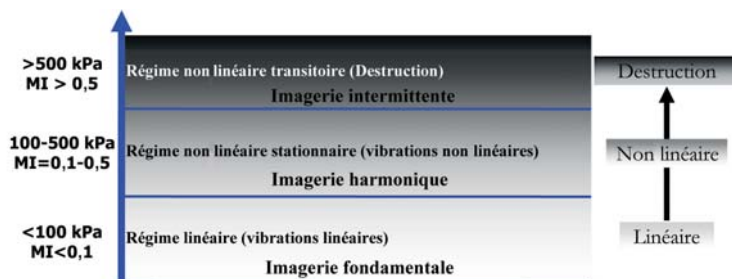 >500 kPa
MI > 0,5
Régime non linéaire transitoire (Destruction)
Imagerie intermittente
Destruction
100-500 kPa
MI=0,1-0,5
Régime non linéaire stationnaire (vibrations non linéaires)
Imagerie harmonique
Non linéaire
<100 kPa
MI<0,1
Régime linéaire (vibrations linéaires)
Imagerie fondamentale
Linéaire